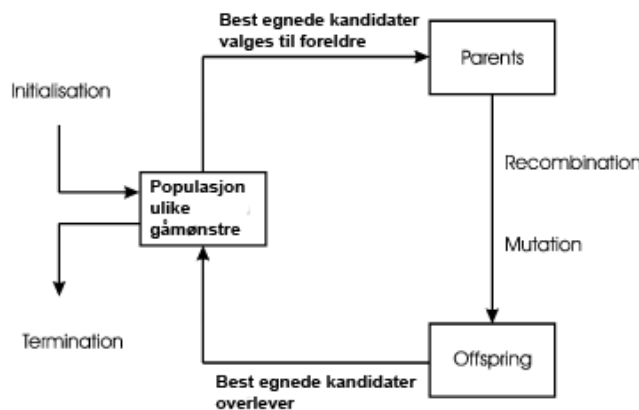 Best egnede kandidater
valges til foreldre
Parents
Initialisation
Recombination
Populasjon
ulike
gåmønstre
Mutation
Termination
Offspring
Best egnede kandidater
overlever